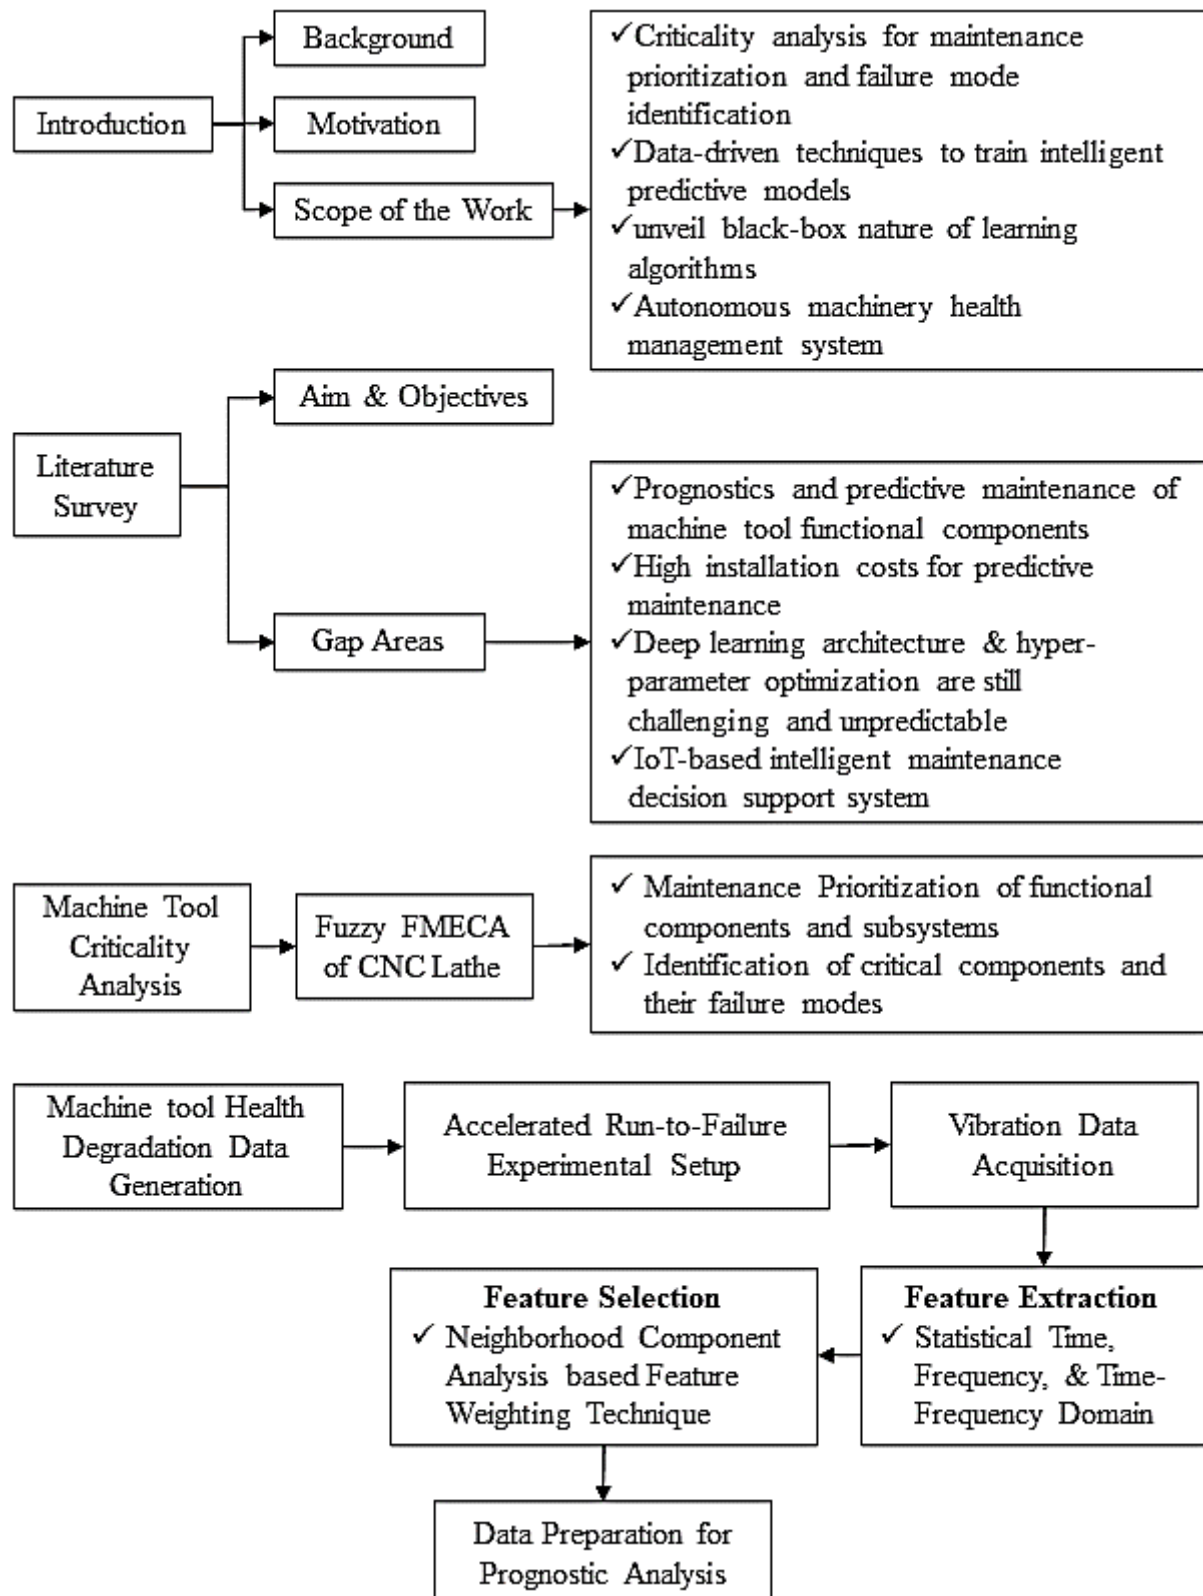 Introduction
Background
Motivation
Scope of the Work
✓Criticality analysis for maintenance
prioritization and failure mode
identification
✓Data-driven techniques to train intelligent
predictive models
✓unveil black-box nature of learning
algorithms
✓Autonomous machinery health
management system
Literature
Survey
Aim & Objectives
Gap Areas
✓Prognostics and predictive maintenance of
machine tool functional components
✓High installation costs for predictive
maintenance
✓Deep learning architecture & hyper-
parameter optimization are still
challenging and unpredictable
✓IoT-based intelligent maintenance
decision support system
Machine Tool
Criticality
Analysis
Fuzzy FMECA
of CNC Lathe
✓ Maintenance Prioritization of functional
components and subsystems
✓ Identification of critical components and
their failure modes
Machine tool Health
Degradation Data
Generation
Accelerated Run-to-Failure
Experimental Setup
Vibration Data
Acquisition
Feature Extraction
✓ Statistical Time,
Frequency, & Time-
Frequency Domain
Feature Selection
✓ Neighborhood Component
Analysis based Feature
Weighting Technique
Data Preparation for
Prognostic Analysis